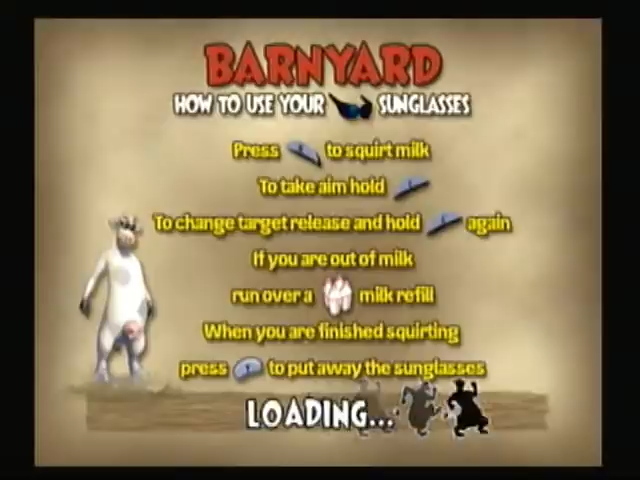 BARNYARD
HOW TO USE YOUR SUNGLASSES
Press to squirt milk
To take aim hold
To change target release and hold again
If you are out of milk
run over a milk refill
When you are finished squirting
press to put away the sunglasses
LOADING...